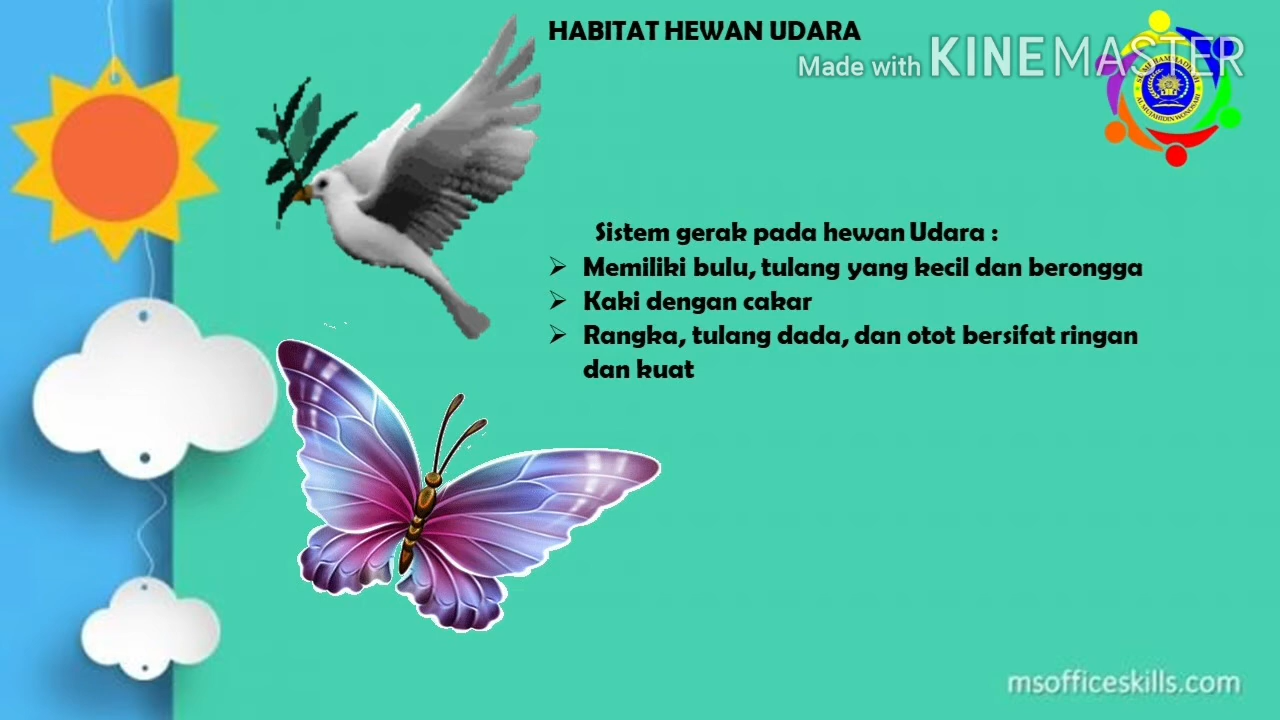 HABITAT HEWAN UDARA
Made with KINEMASTER
Sistem gerak pada hewan Udara :
Memiliki bulu, tulang yang kecil dan berongga
Kaki dengan cakar
Rangka, tulang dada, dan otot bersifat ringan
dan kuat
msofficeskills.com